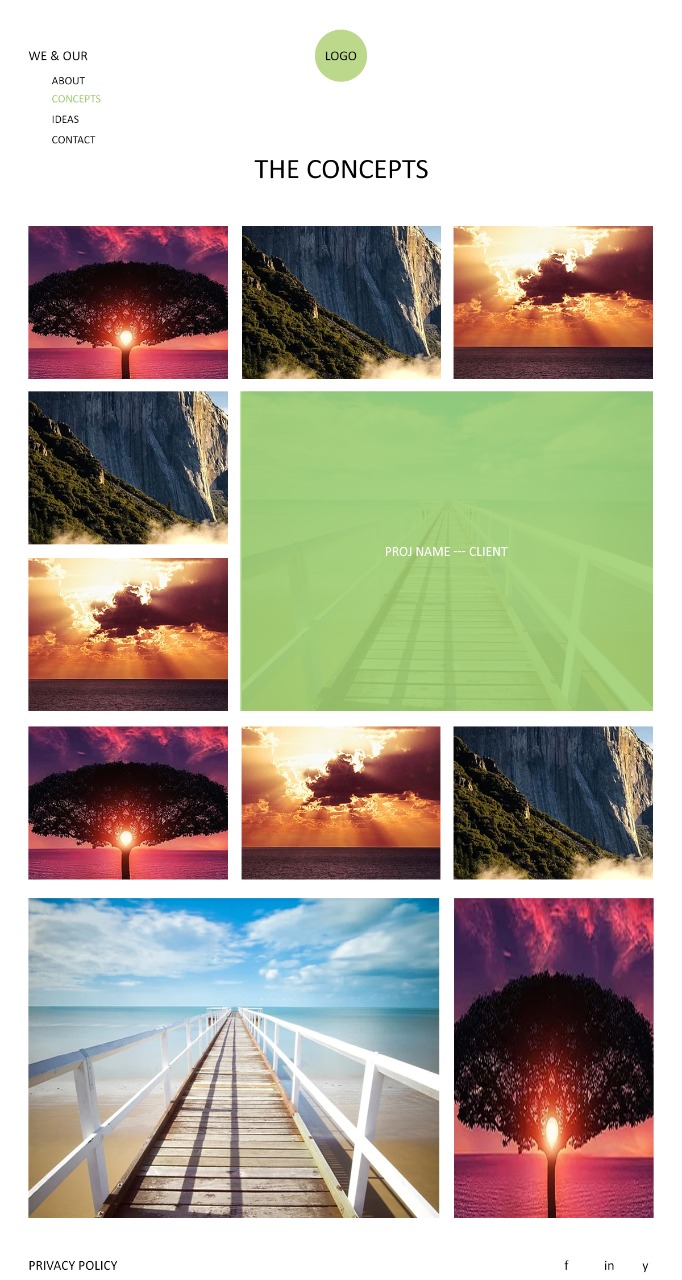 WE & OUR
LOGO
ABOUT
CONCEPTS
IDEAS
CONTACT
THE CONCEPTS
PROJ NAME --- CLIENT
PRIVACY POLICY
f in y